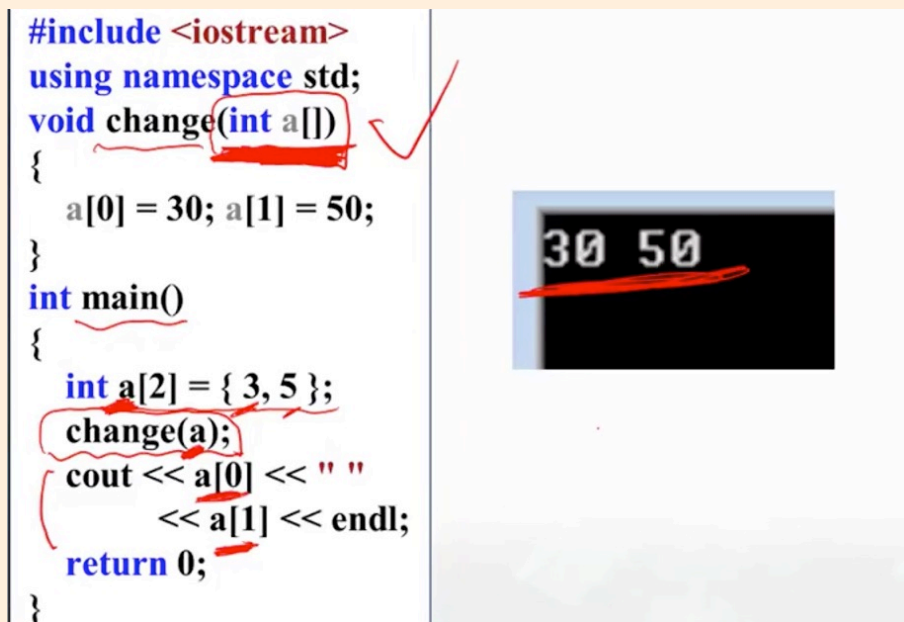 #include <iostream>
using namespace std;
void change(int a[])
{
a[0] = 30; a[1] = 50;
}
int main()
{
int a[2] = { 3, 5 };
change(a);
cout << a[0] << " "
<< a[1] << endl;
return 0;
}
30 50